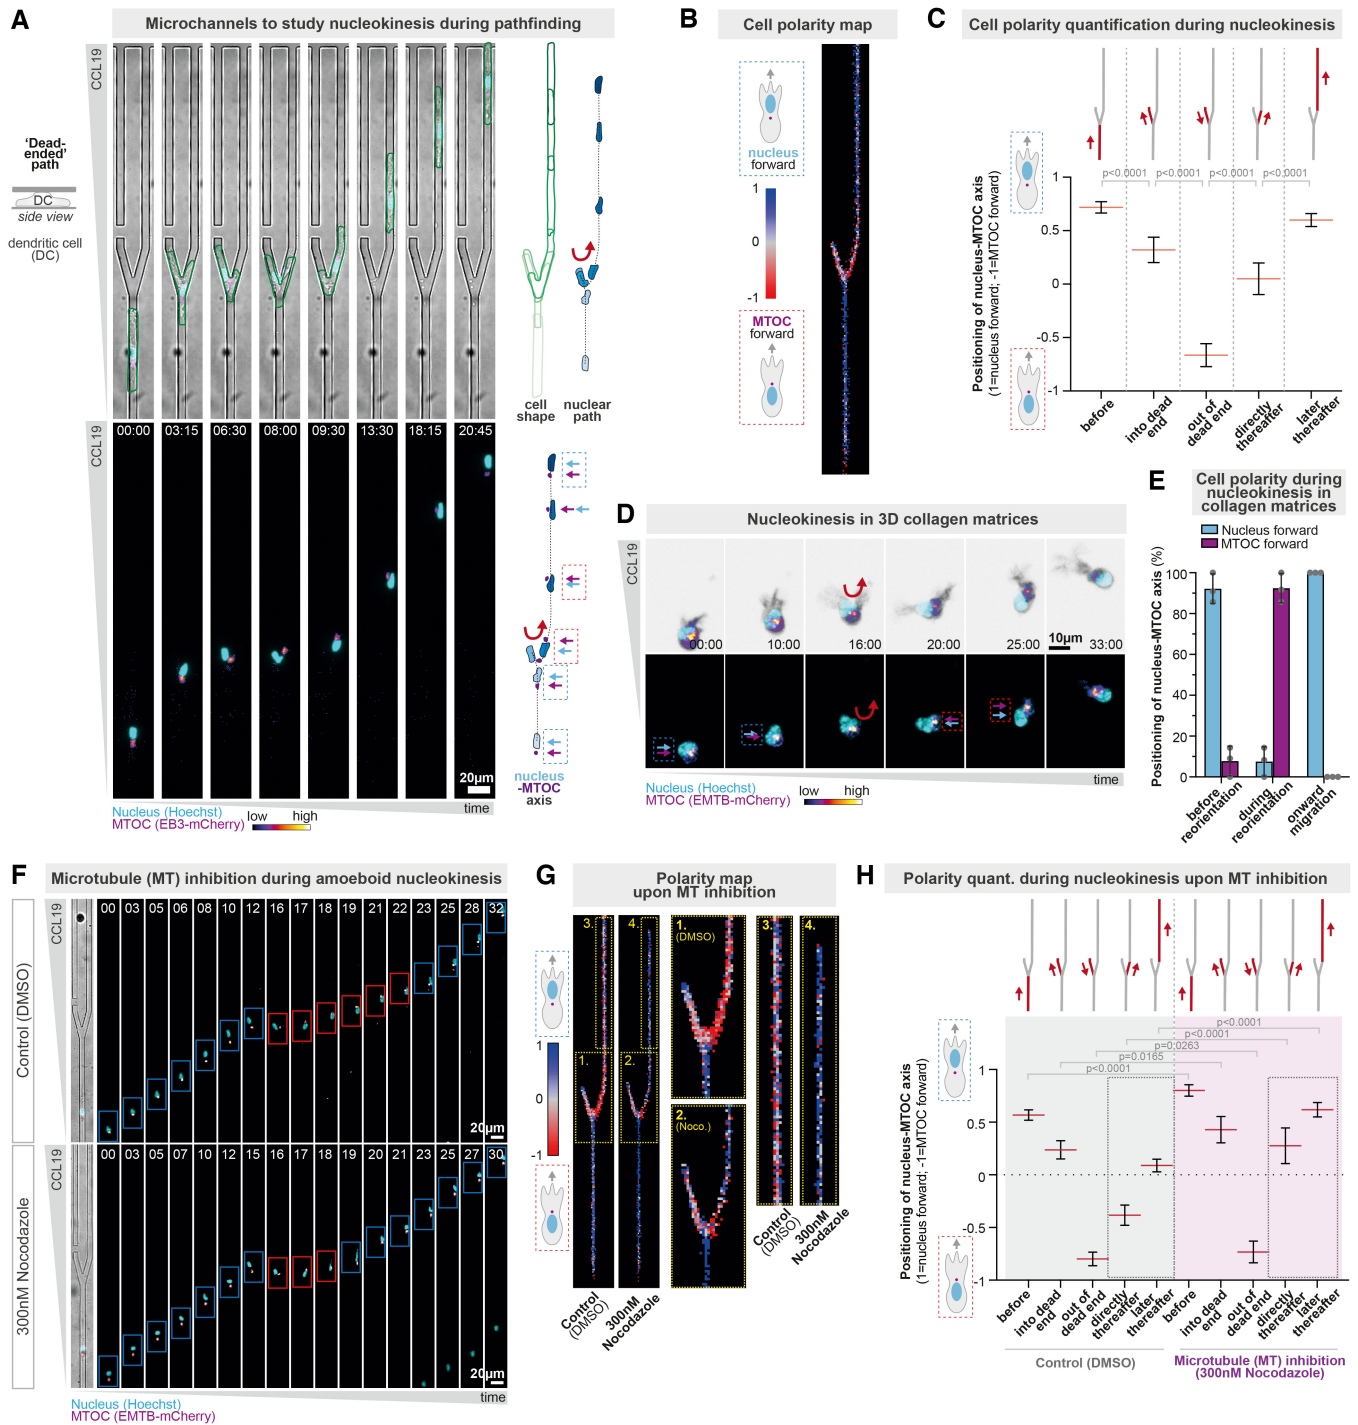 A
Microchannels to study nucleokinesis during pathfinding
CCL19
'Dead-
ended'
path
DC
side view
dendritic cell
(DC)
cell
shape
nuclear
path
CCL19
00:00
03:15
06:30
08:00
09:30
13:30
18:15
20:45
20µm
nucleus
-MTOC
axis
time
Nucleus (Hoechst)
MTOC (EB3-mCherry)
low
high
B
Cell polarity map
nucleus
forward
1
0
-1
MTOC
forward
C
Cell polarity quantification during nucleokinesis
p<0.0001
p<0.0001
p<0.0001
p<0.0001
Positioning of nucleus-MTOC axis
(1=nucleus forward; -1=MTOC forward)
1
0.5
0
-0.5
-1
before
into dead
end
out of
dead end
directly
thereafter
later
thereafter
D
Nucleokinesis in 3D collagen matrices
CCL19
00:00
10:00
16:00
20:00
25:00
10µm
33:00
time
Nucleus (Hoechst)
MTOC (EMTB-mCherry)
low
high
E
Cell polarity during
nucleokinesis in
collagen matrices
Nucleus forward
MTOC forward
Positioning of nucleus-MTOC axis (%)
100
80
60
40
20
0
before
reorientation
during
reorientation
onward
migration
F
Microtubule (MT) inhibition during amoeboid nucleokinesis
Control (DMSO)
CCL19
00
03
05
06
08
10
12
16
17
18
19
21
22
23
25
28
32
20µm
300nM Nocodazole
CCL19
00
03
05
07
10
12
15
16
17
18
19
20
21
23
25
27
30
20µm
time
Nucleus (Hoechst)
MTOC (EMTB-mCherry)
G
Polarity map
upon MT inhibition
1
0
-1
3.
4.
1.
2.
1.
(DMSO)
2.
(Noco.)
3.
4.
Control
(DMSO)
300nM
Nocodazole
Control
(DMSO)
300nM
Nocodazole
H
Polarity quant. during nucleokinesis upon MT inhibition
p<0.0001
p<0.0001
p=0.0263
p=0.0165
p<0.0001
Positioning of nucleus-MTOC axis
(1=nucleus forward; -1=MTOC forward)
1
0.5
0
-0.5
-1
before
into dead
end
out of
dead end
directly
thereafter
later
thereafter
before
into dead
end
out of
dead end
directly
thereafter
later
thereafter
Control (DMSO)
Microtubule (MT) inhibition
(300nM Nocodazole)